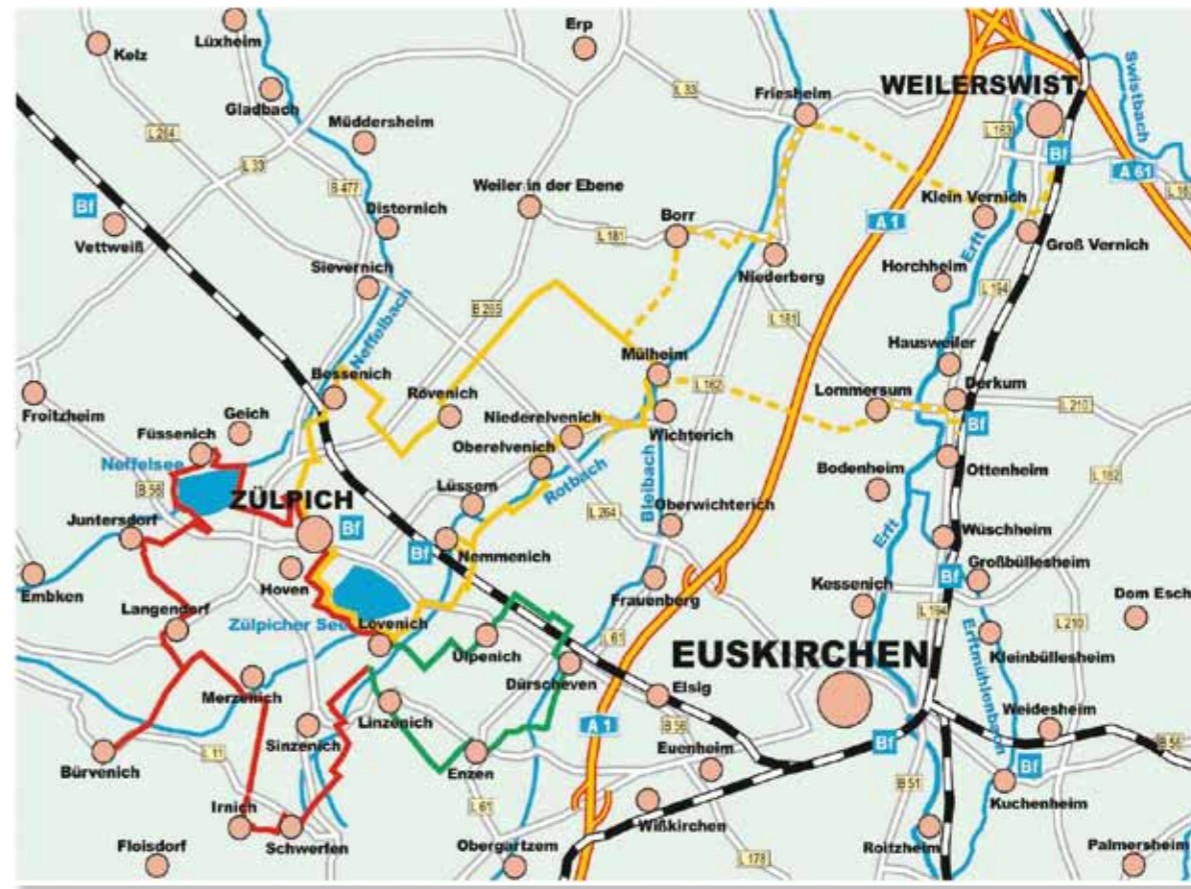 Erp
Lüxheim
Kelz
WEILERSWIST
L 33
Friesheim
Swistbach
Gladbach
Müddersheim
L 264
L 163
Bf
L 33
A 61
B 477
Weiler in der Ebene
Klein Vernich
Bf
Disternich
Borr
A 1
Vettweiß
L 181
Erft
Groß Vernich
Niederberg
Sievernich
Horchheim
L 194
B 265
L 181
Neffelbach
Hausweiler
Mülheim
Bessenich
Rövenich
L 182
Lommersum
Derkum
Froitzheim
Geich
Niederelvenich
L 210
Bf
Füssenich
Wichterich
Oberelvenich
Neffelsee
Rotbach
Bodenheim
Ottenheim
B 56
ZÜLPICH
Lüssem
Bleibach
L 182
Juntersdorf
Bf
L 264
Oberwichterich
Erft
Wüschheim
Bf
Nemmenich
Großbüllesheim
Hoven
Bf
Embken
Kessenich
Dom Esch
Langendorf
Frauenberg
L 194
Zülpicher See
Lövenich
L 61
L 210
Ülpenich
EUSKIRCHEN
Kleinbüllesheim
Erftmühlenbach
Merzenich
Dürscheven
Elsig
Linzenich
Weidesheim
Sinzenich
A 1
B 56
Bf
B 56
L 11
Euenheim
Bürvenich
Enzen
Bf
B 51
Kuchenheim
Irnich
L 61
Wißkirchen
Floisdorf
Schwerfen
Obergartzem
Roitzheim
Palmersheim
L 178